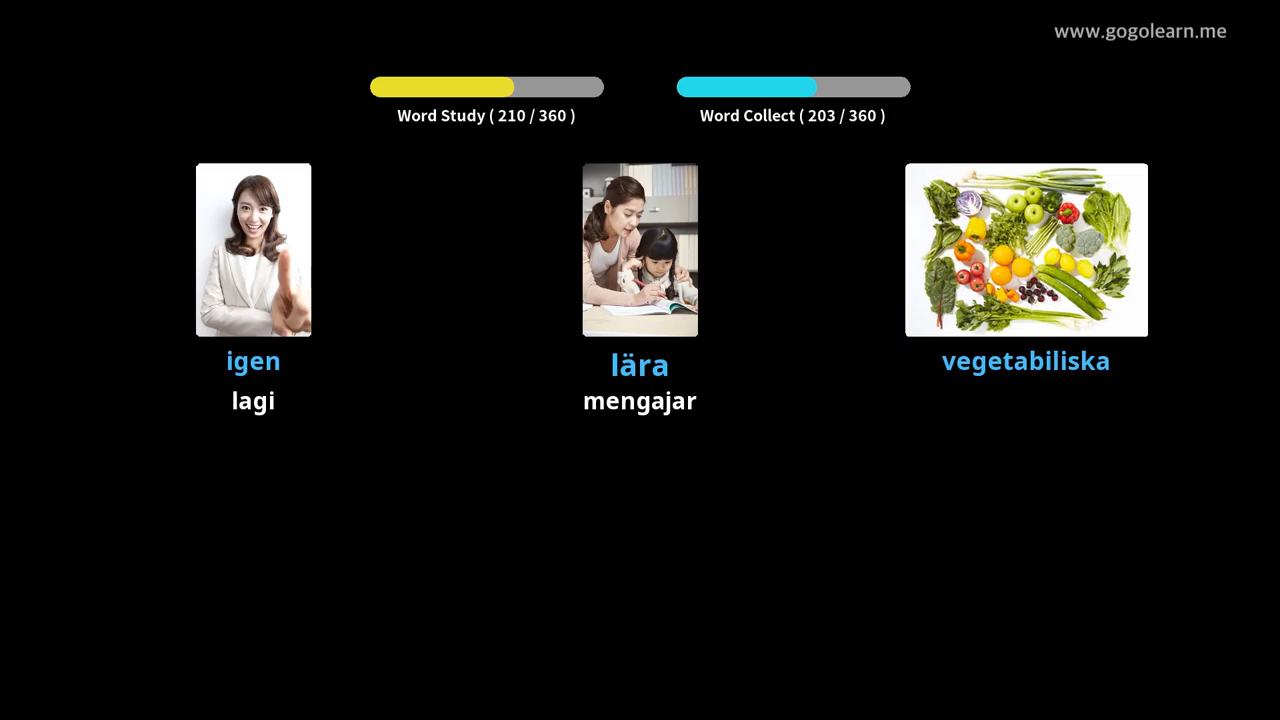 www.gogolearn.me
Word Study ( 210 / 360 )
Word Collect ( 203 / 360 )
igen
lära
vegetabiliska
lagi
mengajar